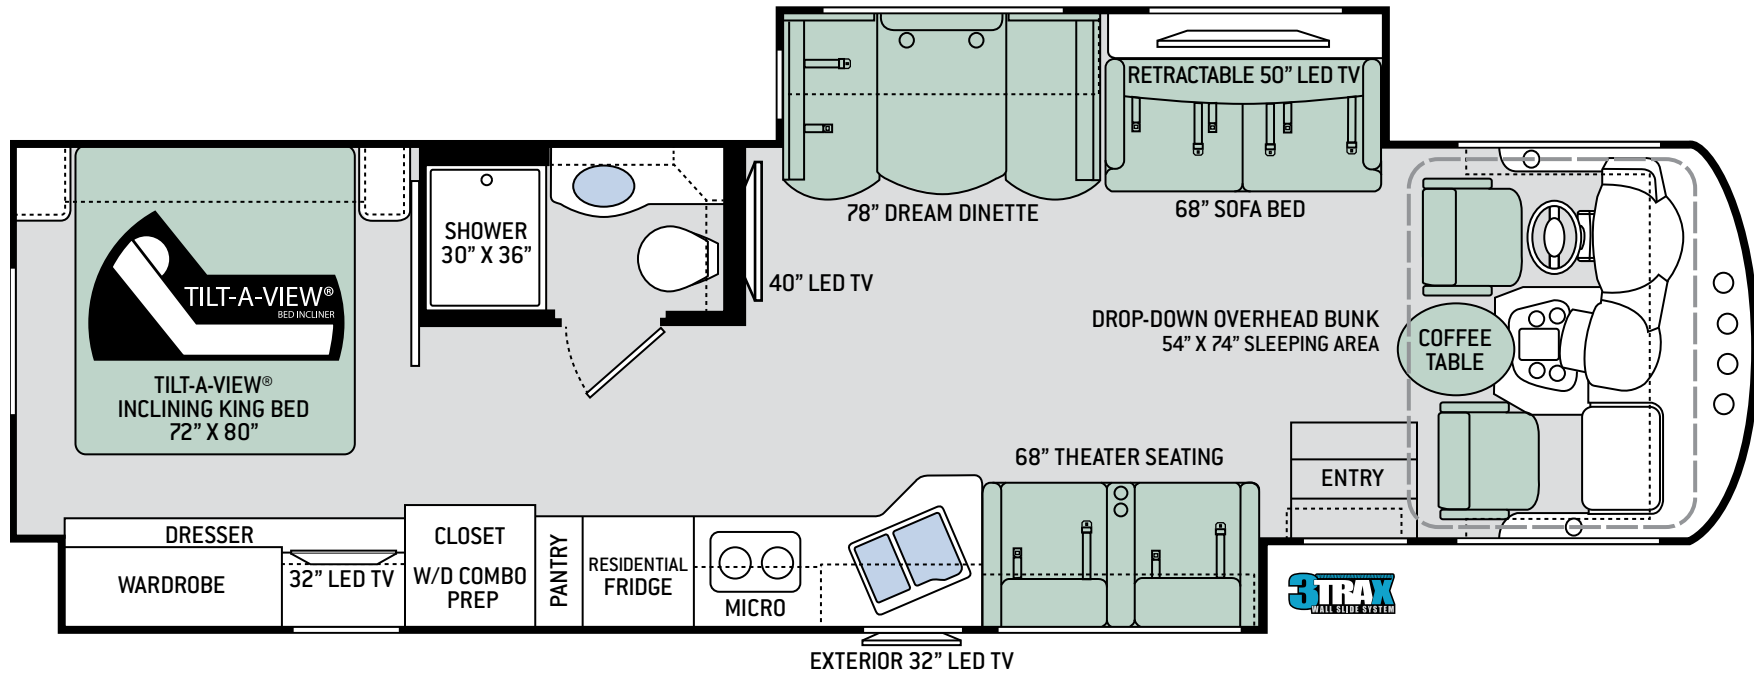 RETRACTABLE 50” LED TV
78” DREAM DINETTE
68” SOFA BED
SHOWER
30” X 36”
40” LED TV
TILT-A-VIEW®
BED INCLINER
TILT-A-VIEW®
INCLINING KING BED
72” X 80”
DROP-DOWN OVERHEAD BUNK
54” X 74” SLEEPING AREA
COFFEE
TABLE
68” THEATER SEATING
ENTRY
DRESSER
WARDROBE
32” LED TV
CLOSET
W/D COMBO
PREP
PANTRY
RESIDENTIAL
FRIDGE
MICRO
3TRAX
WALL SLIDE SYSTEM
EXTERIOR 32” LED TV